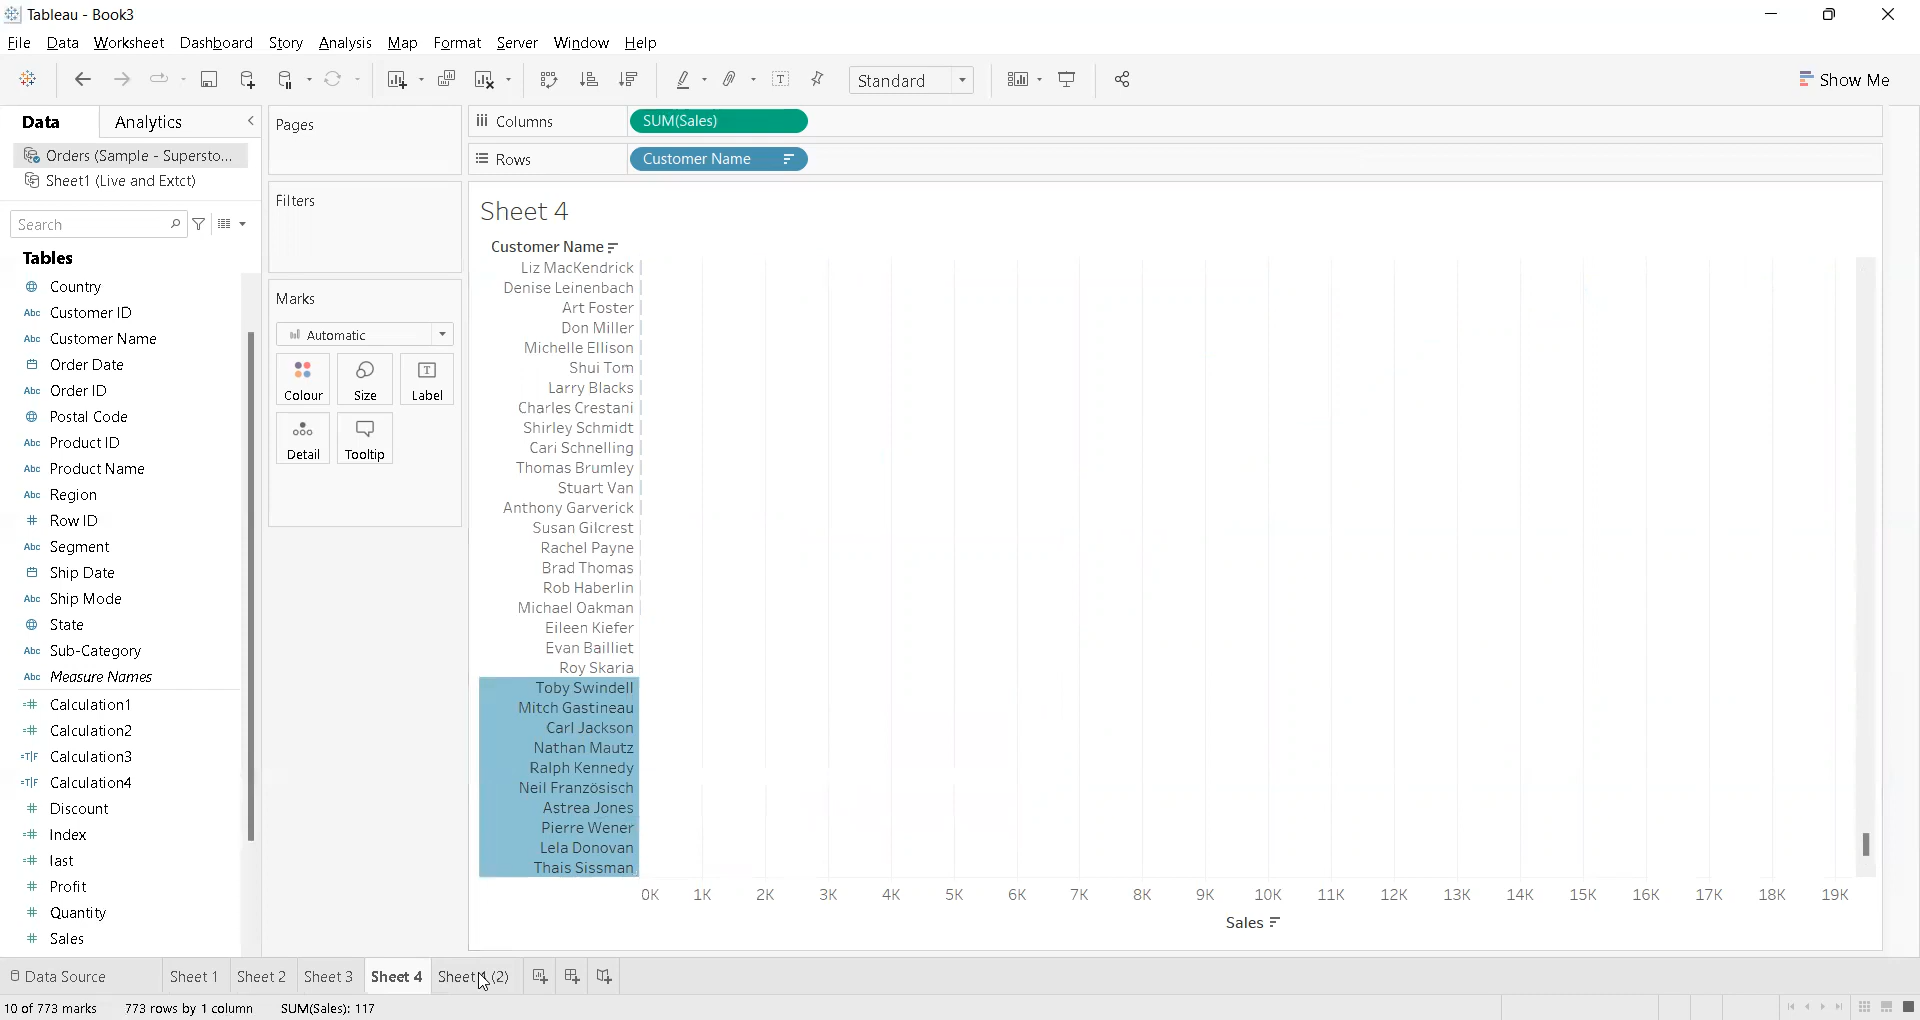 Tableau - Book3
File Data Worksheet Dashboard Story Analysis Map Format Server Window Help
Standard
Show Me
Data Analytics
Orders (Sample - Supersto...
Sheet1 (Live and Extct)
Search
Tables
Country
Abc Customer ID
Abc Customer Name
Order Date
Abc Order ID
Postal Code
Abc Product ID
Abc Product Name
Abc Region
# Row ID
Abc Segment
Ship Date
Abc Ship Mode
State
Abc Sub-Category
Abc Measure Names
=# Calculation1
=# Calculation2
=T|F Calculation3
=T|F Calculation4
# Discount
=# Index
=# last
# Profit
# Quantity
# Sales
Pages
Filters
Marks
Automatic
Colour Size Label
Detail Tooltip
Columns SUM(Sales)
Rows Customer Name
Sheet 4
Customer Name
Liz MacKendrick
Denise Leinenbach
Art Foster
Don Miller
Michelle Ellison
Shui Tom
Larry Blacks
Charles Crestani
Shirley Schmidt
Cari Schnelling
Thomas Brumley
Stuart Van
Anthony Garverick
Susan Gilcrest
Rachel Payne
Brad Thomas
Rob Haberlin
Michael Oakman
Eileen Kiefer
Evan Bailliet
Roy Skaria
Toby Swindell
Mitch Gastineau
Carl Jackson
Nathan Mautz
Ralph Kennedy
Neil Französisch
Astrea Jones
Pierre Wener
Lela Donovan
Thais Sissman
0K 1K 2K 3K 4K 5K 6K 7K 8K 9K 10K 11K 12K 13K 14K 15K 16K 17K 18K 19K
Sales
Data Source Sheet 1 Sheet 2 Sheet 3 Sheet 4 Sheet (2)
10 of 773 marks 773 rows by 1 column SUM(Sales): 117